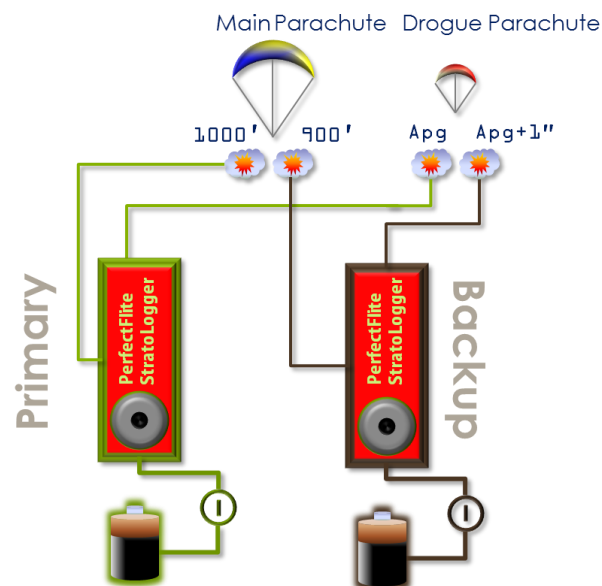 Main Parachute Drogue Parachute
1000' 900' Apg Apg+1"
Primary
PerfectFlite
StratoLogger
PerfectFlite
StratoLogger
Backup